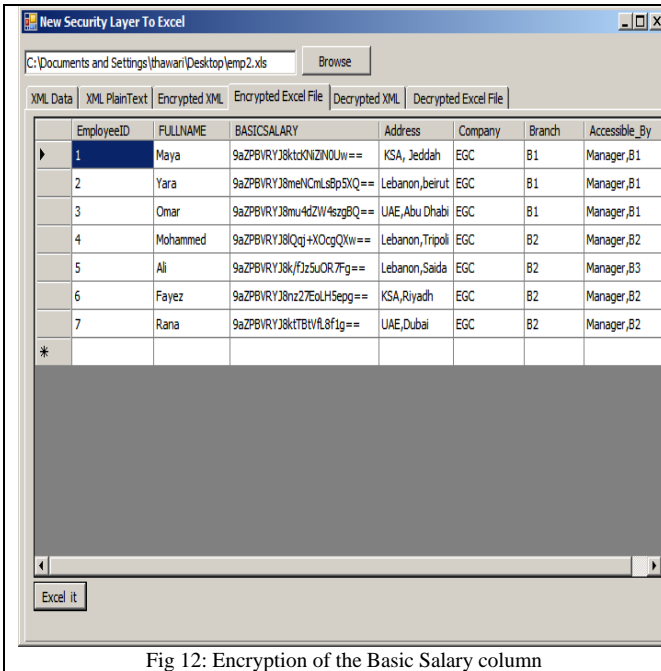 New Security Layer To Excel
C:\Documents and Settings\thawari\Desktop\emp2.xls Browse
XML Data XML PlainText Encrypted XML Encrypted Excel File Decrypted XML Decrypted Excel File
EmployeeID FULLNAME BASICSALARY Address Company Branch Accessible_By
1 Maya 9aZPBVRYJ8ktcKNiZiN0Uw== KSA, Jeddah EGC B1 Manager,B1
2 Yara 9aZPBVRYJ8meNCmLsBp5XQ== Lebanon,beirut EGC B1 Manager,B1
3 Omar 9aZPBVRYJ8mu4dZW4szgBQ== UAE,Abu Dhabi EGC B1 Manager,B1
4 Mohammed 9aZPBVRYJ8lQqj+XOcgQXw== Lebanon,Tripoli EGC B2 Manager,B2
5 Ali 9aZPBVRYJ8k/fJz5uOR7Fg== Lebanon,Saida EGC B2 Manager,B3
6 Fayez 9aZPBVRYJ8nz27EoLH5epg== KSA,Riyadh EGC B2 Manager,B2
7 Rana 9aZPBVRYJ8ktTBtVfL8f1g== UAE,Dubai EGC B2 Manager,B2
Excel it
Fig 12: Encryption of the Basic Salary column